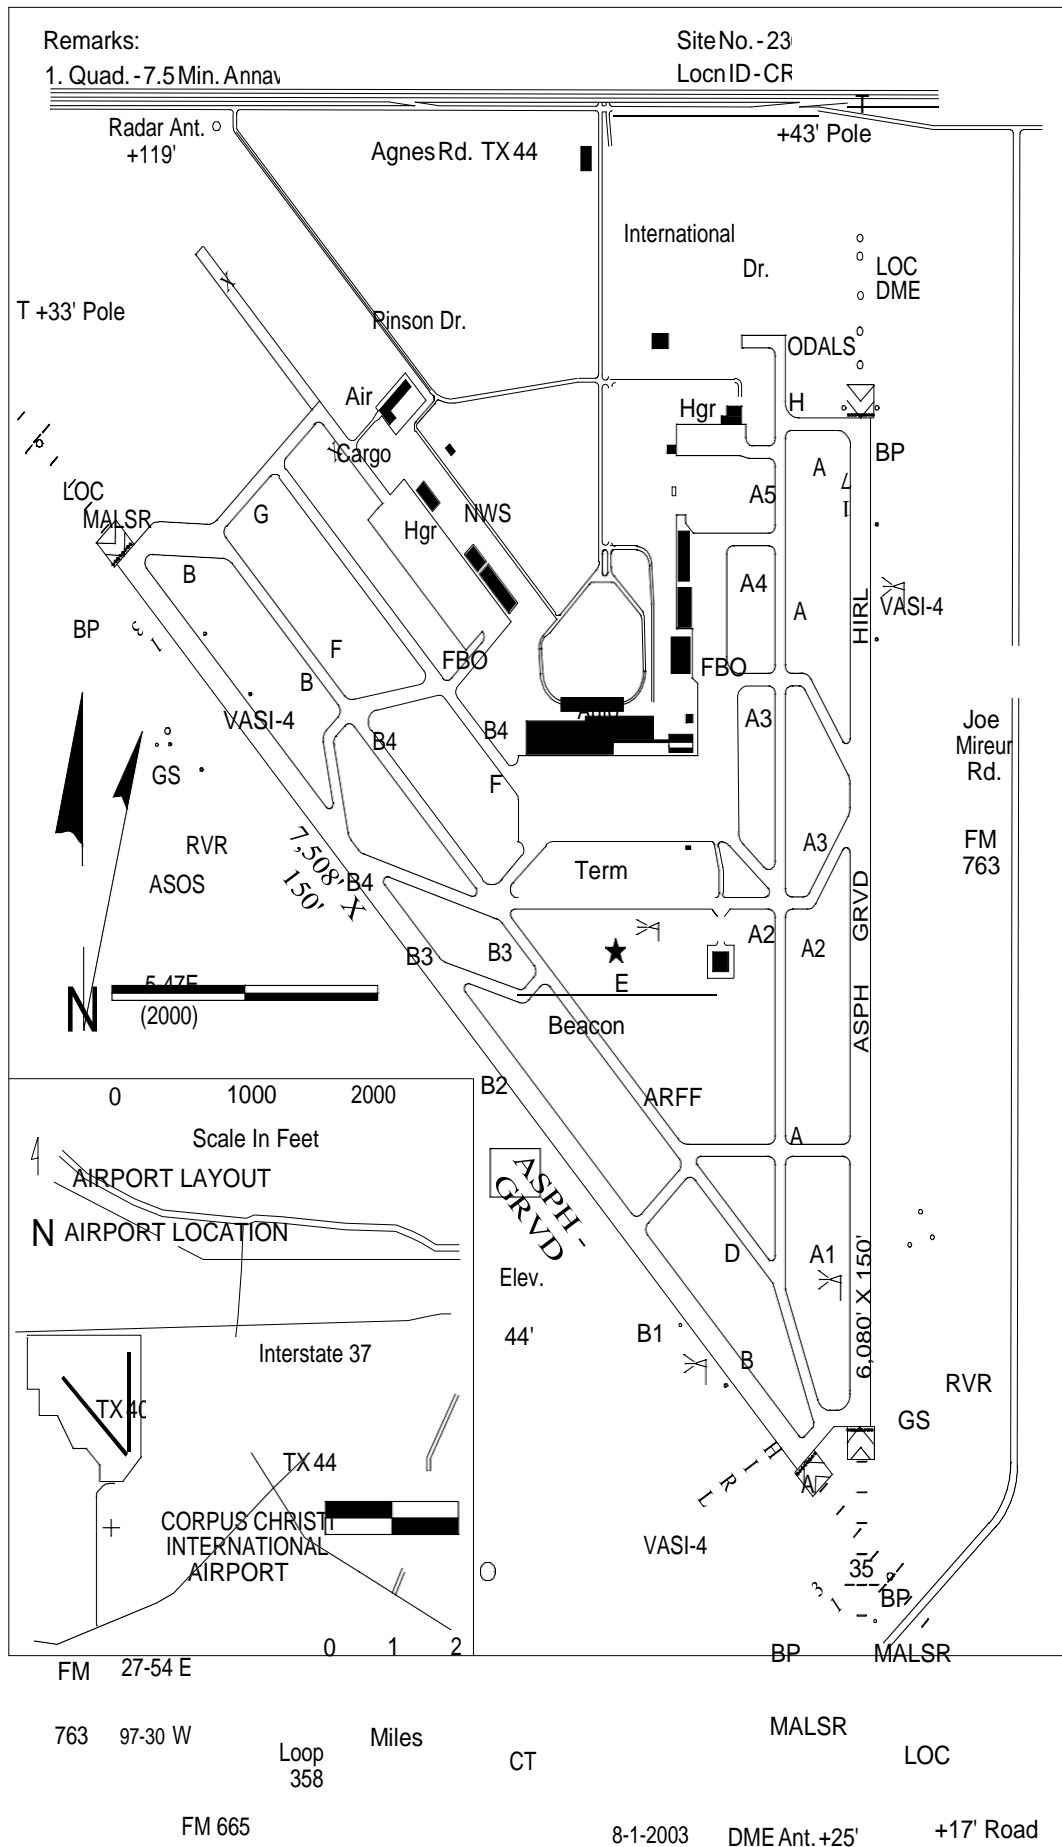 Remarks:
Site No. - 23
1. Quad. - 7.5 Min. Annav
Locn ID - CR
T
Radar Ant.
+119'
Agnes Rd. TX 44
+43' Pole
International
Dr.
LOC
DME
T +33' Pole
Pinson Dr.
ODALS
Air
Hgr
H
X
X
Cargo
BP
A
17
LOC
MALSR
G
Hgr
NWS
A5
B
A4
A
HIRL
VASI-4
BP
13
F
B
FBO
FBO
VASI-4
B4
B4
A3
Joe
Mireur
Rd.
GS
F
RVR
7,508' X
150'
Term
A3
FM
763
ASOS
B4
B3
B3
A2
A2
ASPH GRVD
E
5-47E
(2000)
N
Beacon
B2
ARFF
A
0
1000
2000
Scale In Feet
ASPH -
GRVD
AIRPORT LAYOUT
N
AIRPORT LOCATION
D
A1
6,080' X 150'
Elev.
44'
B1
B
Interstate 37
RVR
GS
TX 40
TX 44
HIRL
A
CORPUS CHRISTI
INTERNATIONAL
AIRPORT
VASI-4
35
31
BP
0
1
2
BP
MALSR
FM
27-54 E
763
97-30 W
Loop
358
Miles
CT
MALSR
LOC
FM 665
8-1-2003
DME Ant. +25'
+17' Road